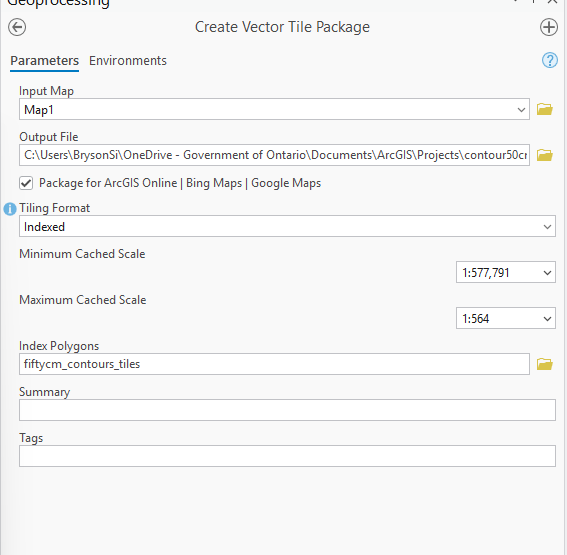 Geoprocessing
Create Vector Tile Package
Parameters Environments
Input Map
Map1
Output File
C:\Users\BrysonSi\OneDrive - Government of Ontario\Documents\ArcGIS\Projects\contour50cr
Package for ArcGIS Online | Bing Maps | Google Maps
Tiling Format
Indexed
Minimum Cached Scale
1:577,791
Maximum Cached Scale
1:564
Index Polygons
fiftycm_contours_tiles
Summary
Tags